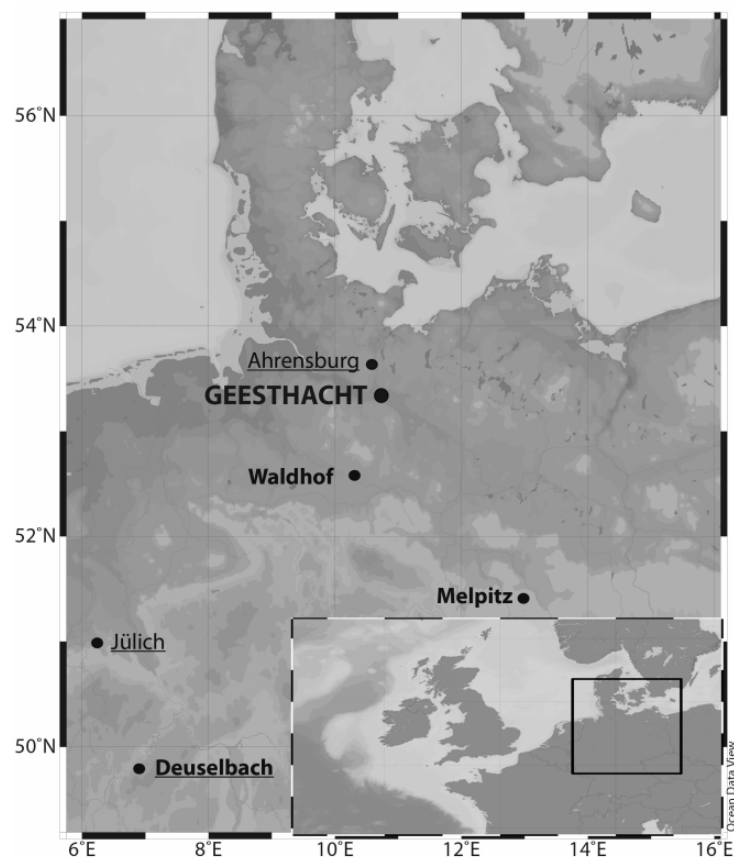 56°N
54°N
Ahrensburg
GEESTHACHT
Waldhof
52°N
Melpitz
Jülich
50°N
Deuselbach
Ocean Data View
6°E
8°E
10°E
12°E
14°E
16°E